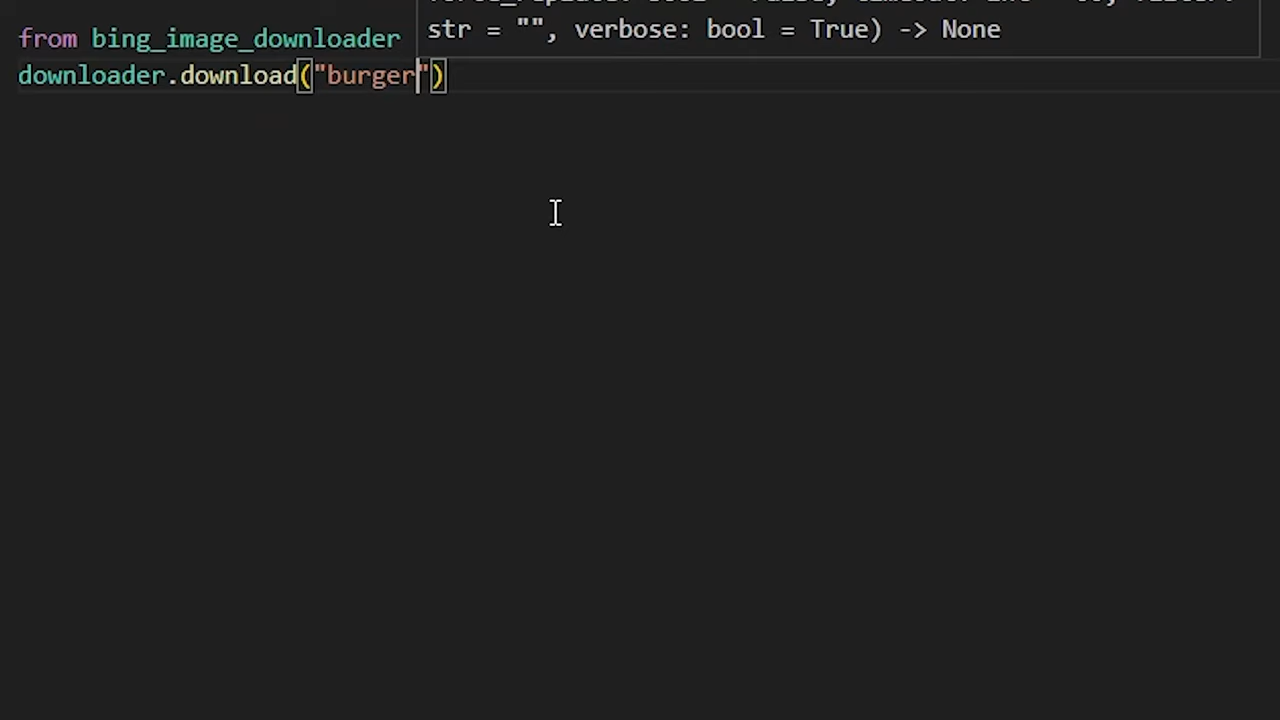 str = "", verbose: bool = True) -> None
from bing_image_downloader
downloader.download("burger")